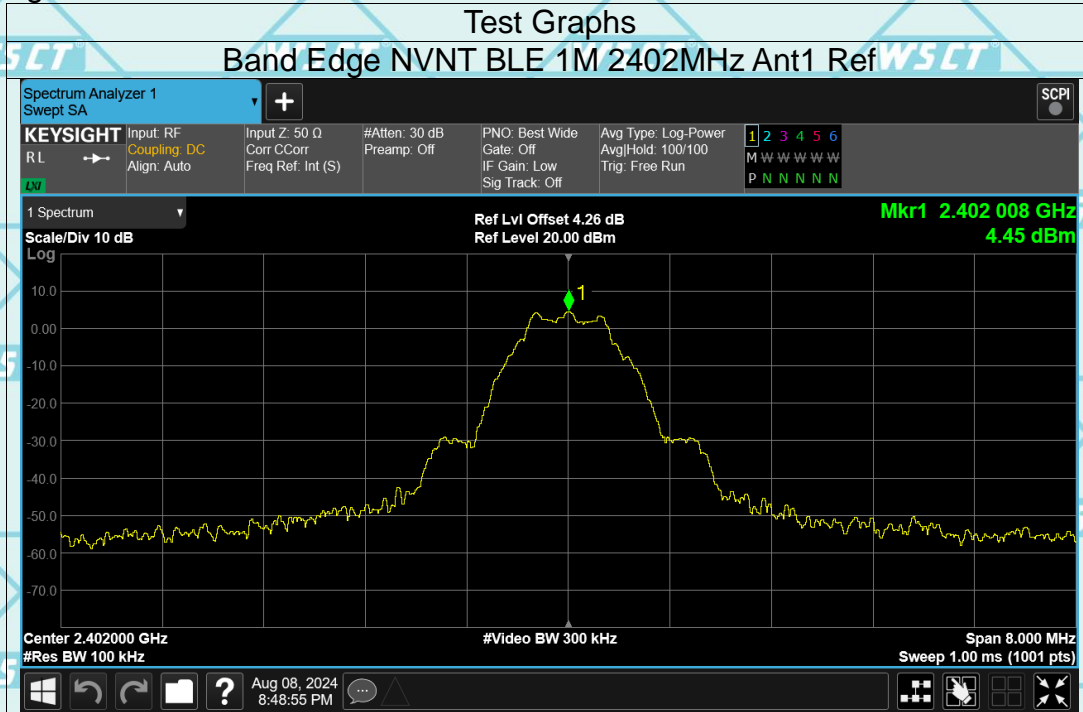 Test Graphs
Band Edge NVNT BLE 1M 2402MHz Ant1 Ref
WSCT®
Spectrum Analyzer 1
Swept SA
SCPI
KEYSIGHT Input: RF Input Z: 50 Ω #Atten: 30 dB PNO: Best Wide Avg Type: Log-Power 1 2 3 4 5 6
RL Coupling: DC Corr CCorr Preamp: Off Gate: Off Avg|Hold: 100/100 M W W W W W
Align: Auto Freq Ref: Int (S) IF Gain: Low Trig: Free Run P N N N N N
LXI Sig Track: Off
1 Spectrum Ref Lvl Offset 4.26 dB Mkr1 2.402 008 GHz
Scale/Div 10 dB Ref Level 20.00 dBm 4.45 dBm
Log
10.0
1
0.00
-10.0
-20.0
-30.0
-40.0
-50.0
-60.0
-70.0
Center 2.402000 GHz #Video BW 300 kHz Span 8.000 MHz
#Res BW 100 kHz Sweep 1.00 ms (1001 pts)
Aug 08, 2024
8:48:55 PM